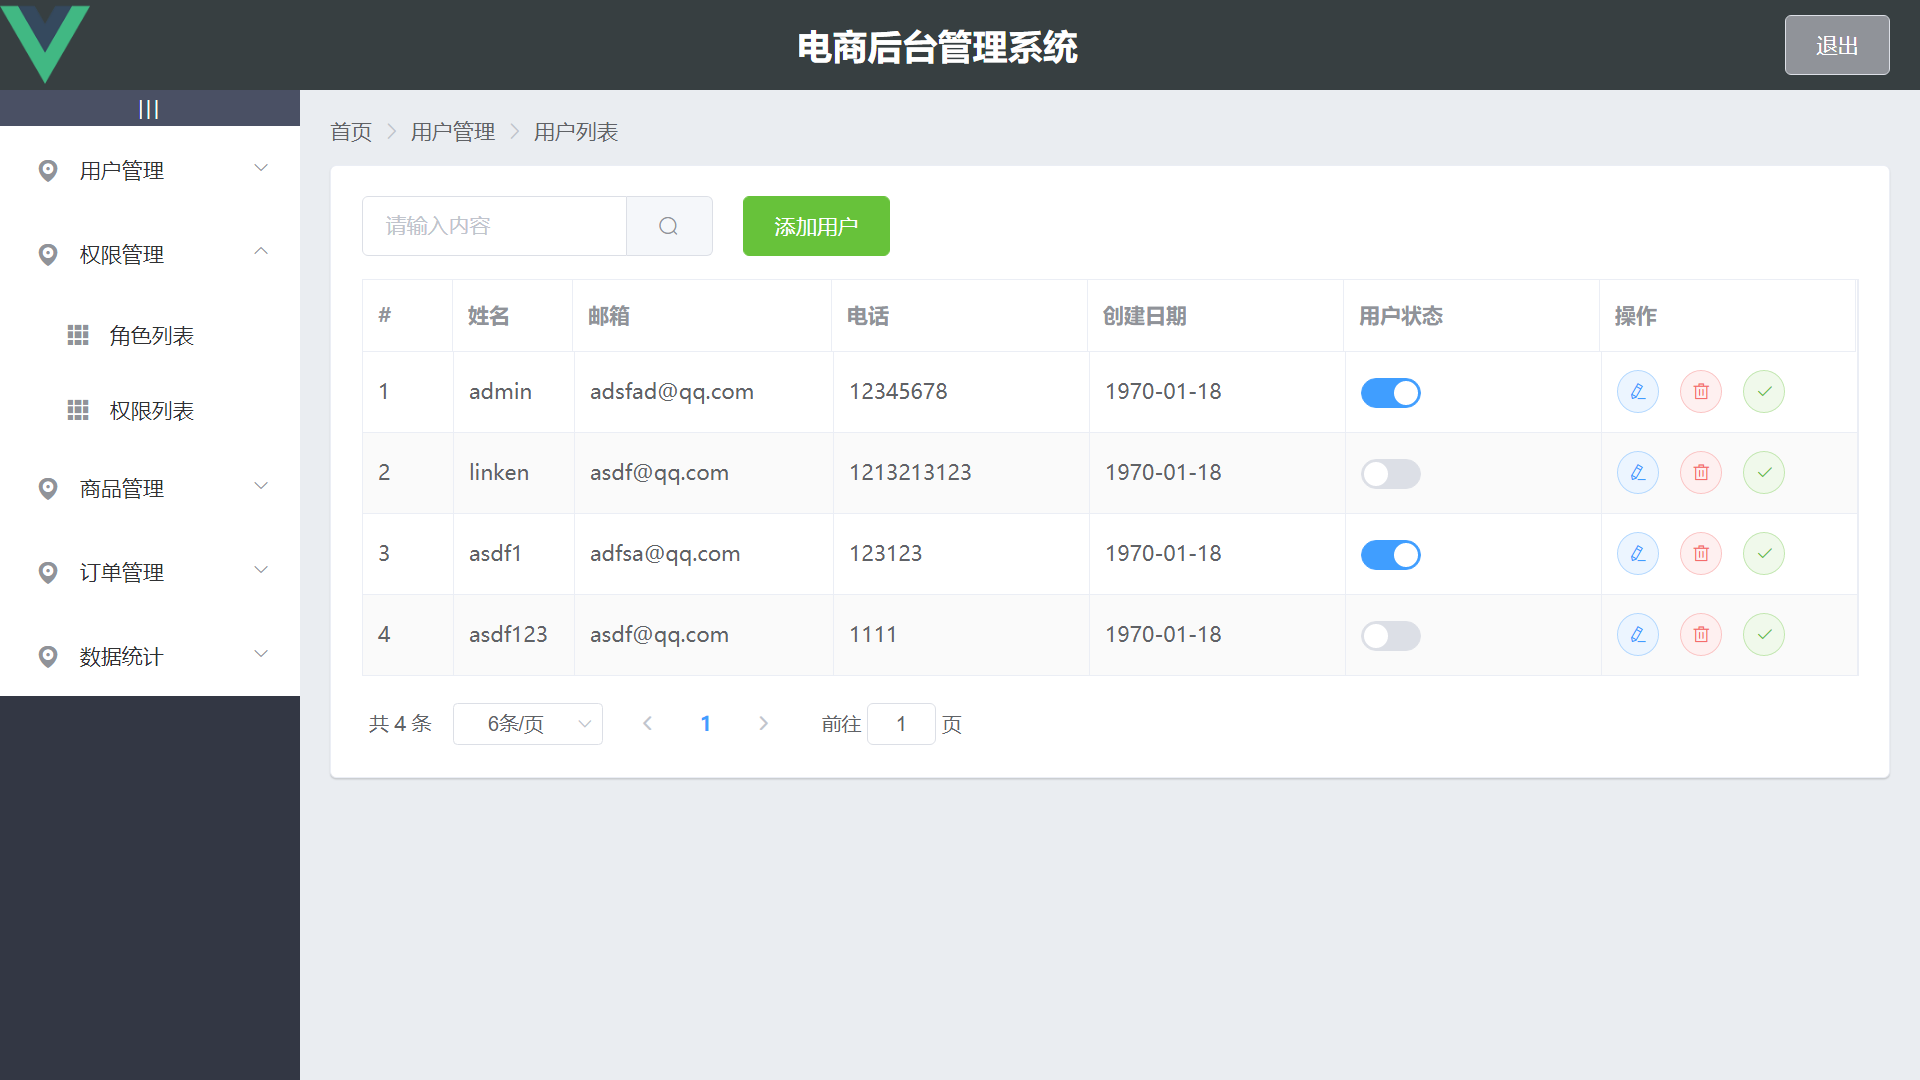 电商后台管理系统
退出
|||
用户管理
权限管理
角色列表
权限列表
商品管理
订单管理
数据统计
首页 用户管理 用户列表
请输入内容 添加用户
# 姓名 邮箱 电话 创建日期 用户状态 操作
1 admin adsfad@qq.com 12345678 1970-01-18
2 linken asdf@qq.com 1213213123 1970-01-18
3 asdf1 adfsa@qq.com 123123 1970-01-18
4 asdf123 asdf@qq.com 1111 1970-01-18
共 4 条 6条/页 1 前往 1 页